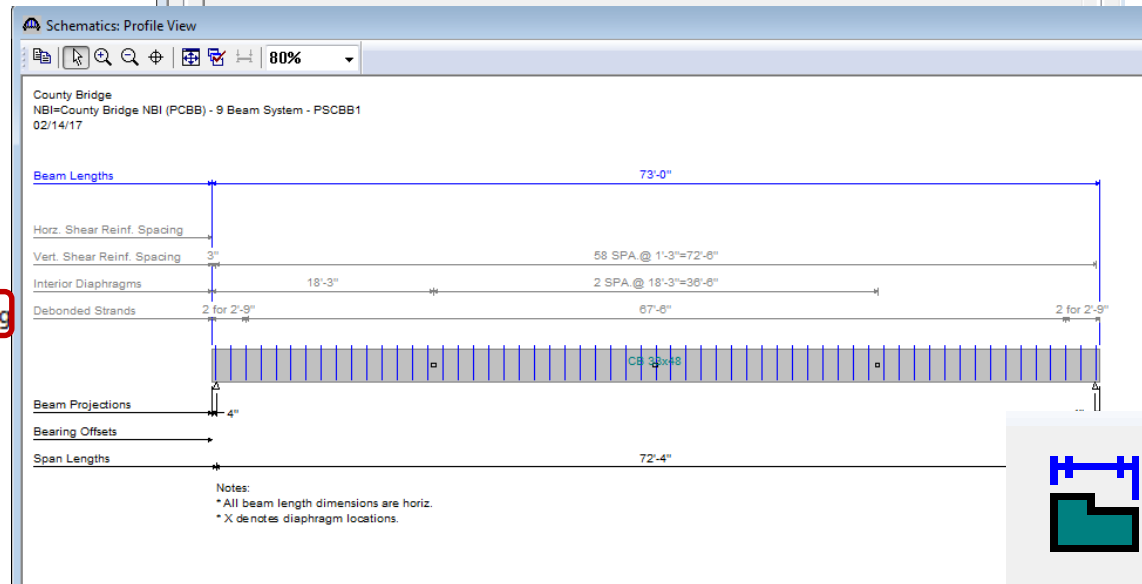 Schematics: Profile View
80%
County Bridge
NBI=County Bridge NBI (PCBB) - 9 Beam System - PSCBB1
02/14/17
Beam Lengths 73'-0"
Horz. Shear Reinf. Spacing
Vert. Shear Reinf. Spacing 3" 58 SPA.@ 1'-3"=72'-6"
Interior Diaphragms 18'-3" 2 SPA.@ 18'-3"=36'-6"
g
Debonded Strands 2 for 2'-9" 67'-6" 2 for 2'-9"
CB 33x48
Beam Projections 4"
Bearing Offsets
Span Lengths 72'-4"
Notes:
* All beam length dimensions are horiz.
* X denotes diaphragm locations.